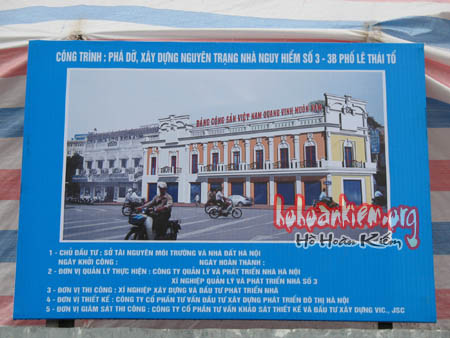 CÔNG TRÌNH : PHÁ DỠ, XÂY DỰNG NGUYÊN TRẠNG NHÀ NGUY HIỂM SỐ 3 - 3B PHỐ LÊ THÁI TỔ
ĐẢNG CỘNG SẢN VIỆT NAM QUANG VINH MUÔN NĂM
hohoankiem.org
Hồ Hoàn Kiếm
1 - CHỦ ĐẦU TƯ : SỞ TÀI NGUYÊN MÔI TRƯỜNG VÀ NHÀ ĐẤT HÀ NỘI
NGÀY KHỞI CÔNG : NGÀY HOÀN THÀNH :
2 - ĐƠN VỊ QUẢN LÝ THỰC HIỆN : CÔNG TY QUẢN LÝ VÀ PHÁT TRIỂN NHÀ HÀ NỘI
XÍ NGHIỆP QUẢN LÝ VÀ PHÁT TRIỂN NHÀ SỐ 3
3 - ĐƠN VỊ THI CÔNG : XÍ NGHIỆP XÂY DỰNG VÀ ĐẦU TƯ PHÁT TRIỂN NHÀ
4 - ĐƠN VỊ THIẾT KẾ : CÔNG TY CỔ PHẦN TƯ VẤN ĐẦU TƯ XÂY DỰNG PHÁT TRIỂN ĐÔ THỊ HÀ NỘI
5 - ĐƠN VỊ GIÁM SÁT THI CÔNG : CÔNG TY CỔ PHẦN TƯ VẤN KHẢO SÁT THIẾT KẾ VÀ ĐẦU TƯ XÂY DỰNG VIC., JSC